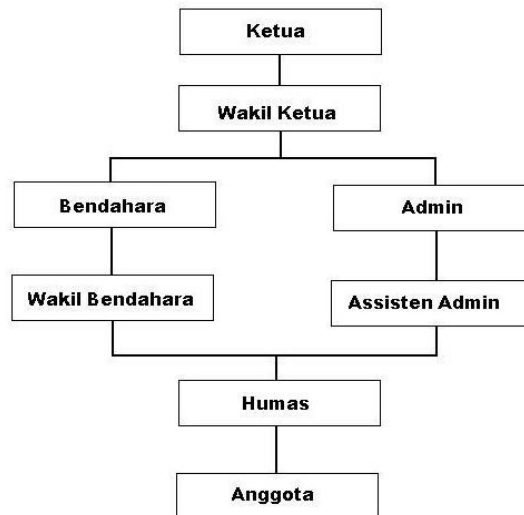 Ketua
Wakil Ketua
Bendahara
Admin
Wakil Bendahara
Assisten Admin
Humas
Anggota